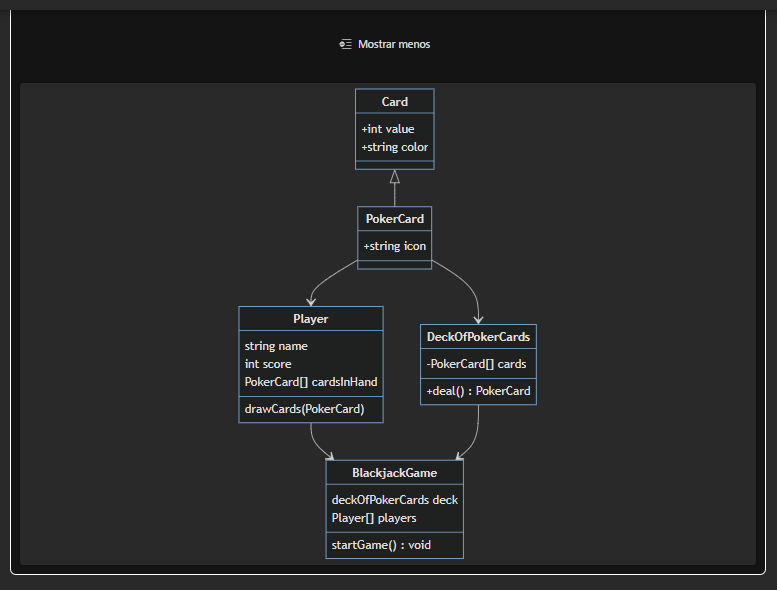 Mostrar menos
Card
+int value
+string color
PokerCard
+string icon
Player
string name
int score
PokerCard[] cardsInHand
drawCards(PokerCard)
DeckOfPokerCards
-PokerCard[] cards
+deal() : PokerCard
BlackjackGame
deckOfPokerCards deck
Player[] players
startGame() : void